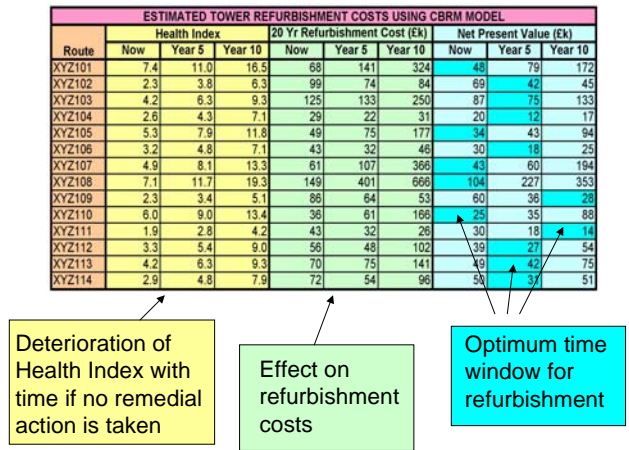 ESTIMATED TOWER REFURBISHMENT COSTS USING CBRM MODEL
Health Index 20 Yr Refurbishment Cost (£k) Net Present Value (£k)
Route Now Year 5 Year 10 Now Year 5 Year 10 Now Year 5 Year 10
XYZ101 7.4 11.0 16.5 68 141 324 48 79 172
XYZ102 2.3 3.8 6.3 99 74 84 69 42 45
XYZ103 4.2 6.3 9.3 125 133 250 87 75 133
XYZ104 2.6 4.3 7.1 29 22 31 20 12 17
XYZ105 5.3 7.9 11.8 49 75 177 34 43 94
XYZ106 3.2 4.8 7.1 43 32 46 30 18 25
XYZ107 4.9 8.1 13.3 61 107 366 43 60 194
XYZ108 7.1 11.7 19.3 149 401 666 104 227 353
XYZ109 2.3 3.4 5.1 86 64 53 60 36 28
XYZ110 6.0 9.0 13.4 36 61 166 25 35 88
XYZ111 1.9 2.8 4.2 43 32 26 30 18 14
XYZ112 3.3 5.4 9.0 56 48 102 39 27 54
XYZ113 4.2 6.3 9.3 70 75 141 49 42 75
XYZ114 2.9 4.8 7.9 72 54 96 50 31 51
Deterioration of
Health Index with
time if no remedial
action is taken
Effect on
refurbishment
costs
Optimum time
window for
refurbishment